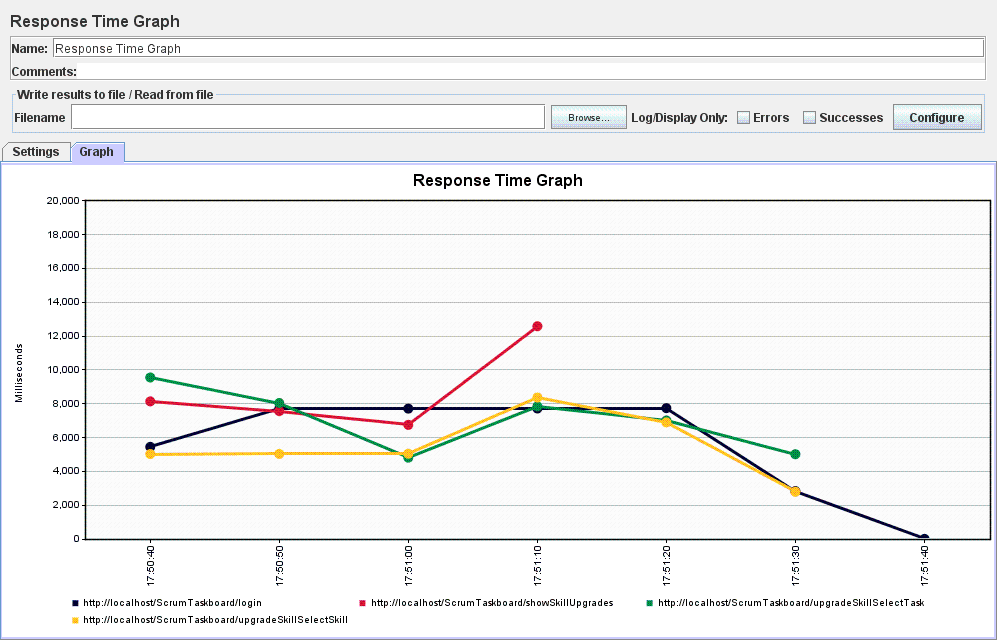 Response Time Graph
Name: Response Time Graph
Comments:
Write results to file / Read from file
Filename Browse... Log/Display Only: Errors Successes Configure
Settings Graph
Response Time Graph
20,000
18,000
16,000
14,000
12,000
10,000
8,000
6,000
4,000
2,000
0
Milliseconds
17:50:40 17:50:50 17:51:00 17:51:10 17:51:20 17:51:30 17:51:40
http://localhost/ScrumTaskboard/login http://localhost/ScrumTaskboard/showSkillUpgrades http://localhost/ScrumTaskboard/upgradeSkillSelectTask
http://localhost/ScrumTaskboard/upgradeSkillSelectSkill